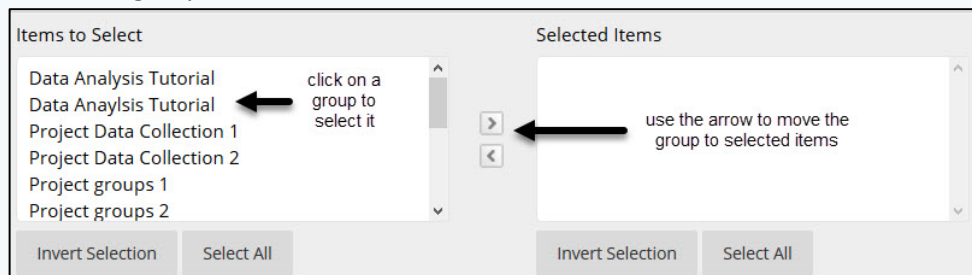 Items to Select
Data Analysis Tutorial
Data Anaylsis Tutorial
Project Data Collection 1
Project Data Collection 2
Project groups 1
Project groups 2
click on a
group to
select it
Invert Selection
Select All
>
<
Selected Items
use the arrow to move the
group to selected items
Invert Selection
Select All